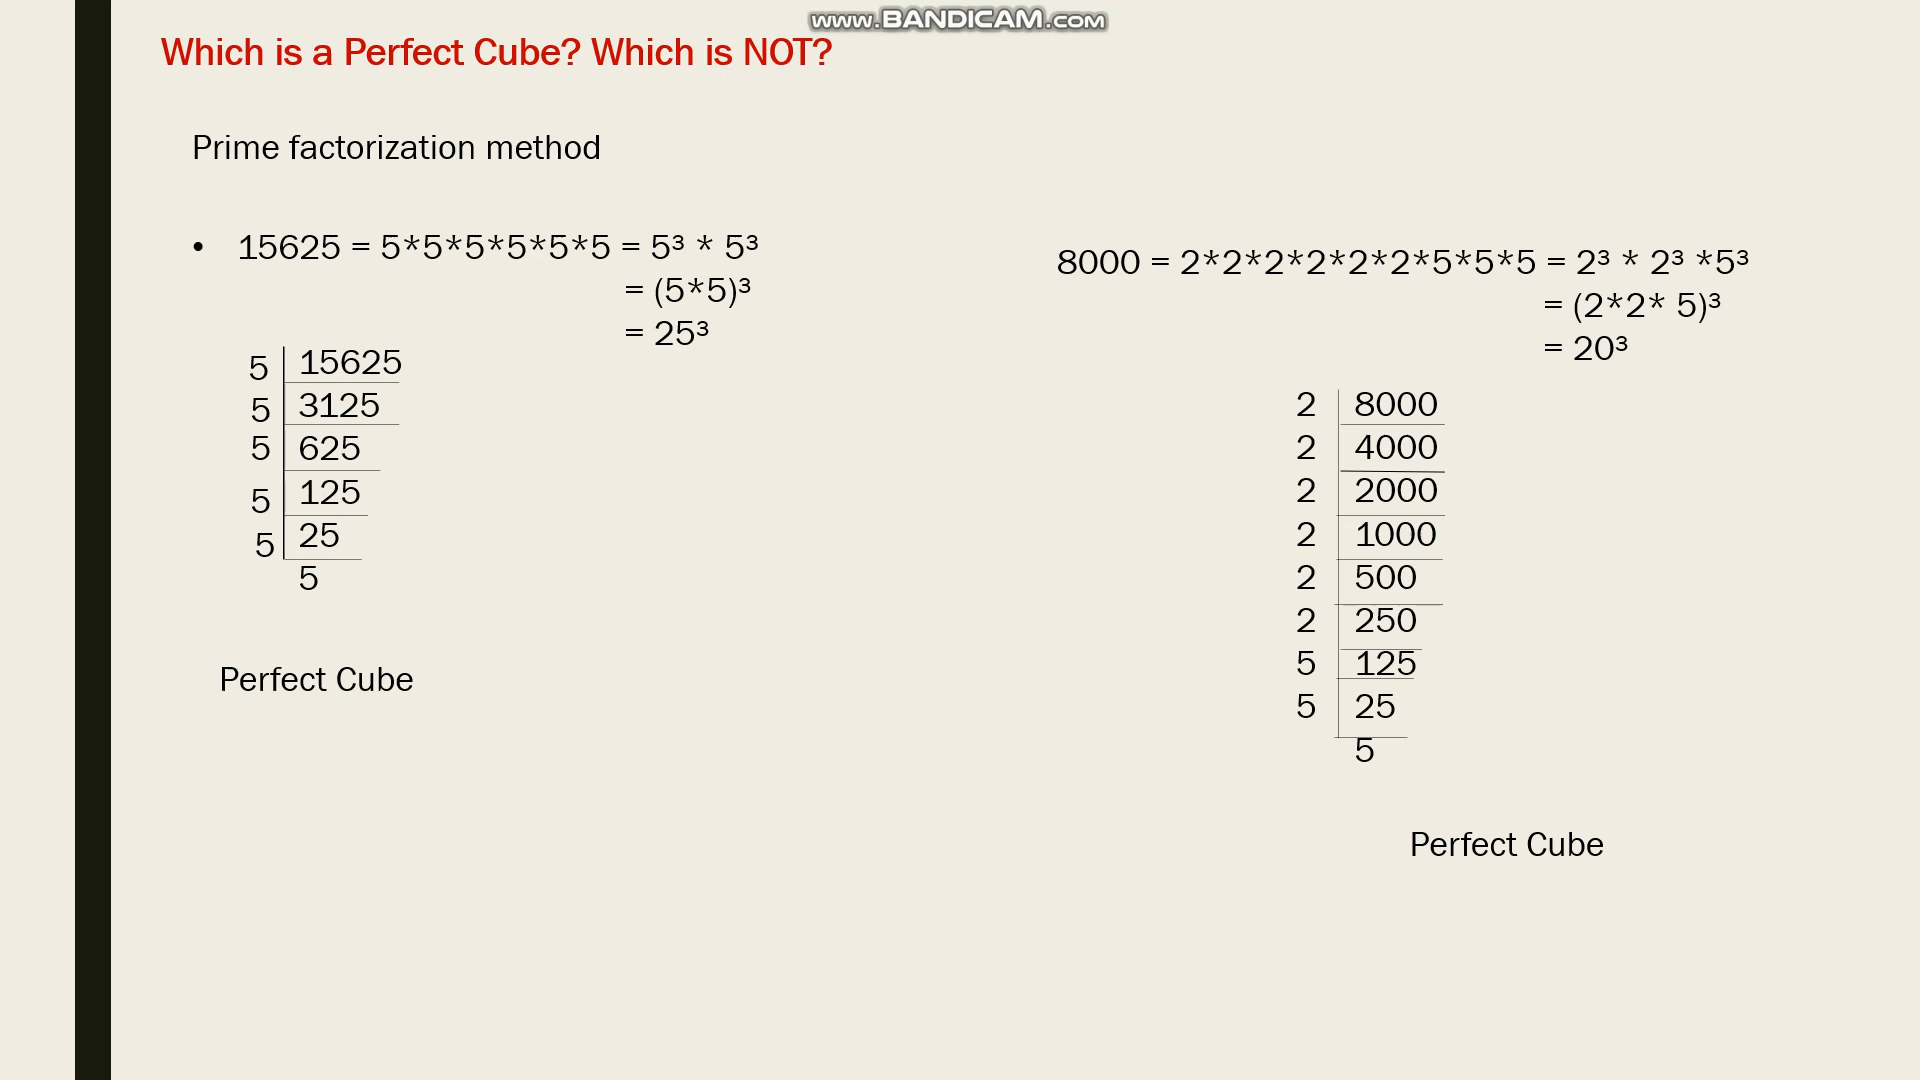 www.BANDICAM.com
Which is a Perfect Cube? Which is NOT?
Prime factorization method
• 15625 = 5*5*5*5*5*5 = 5³ * 5³
= (5*5)³
= 25³
5 15625
5 3125
5 625
5 125
5 25
5
Perfect Cube
8000 = 2*2*2*2*2*2*5*5*5 = 2³ * 2³ *5³
= (2*2* 5)³
= 20³
2 8000
2 4000
2 2000
2 1000
2 500
2 250
5 125
5 25
5
Perfect Cube